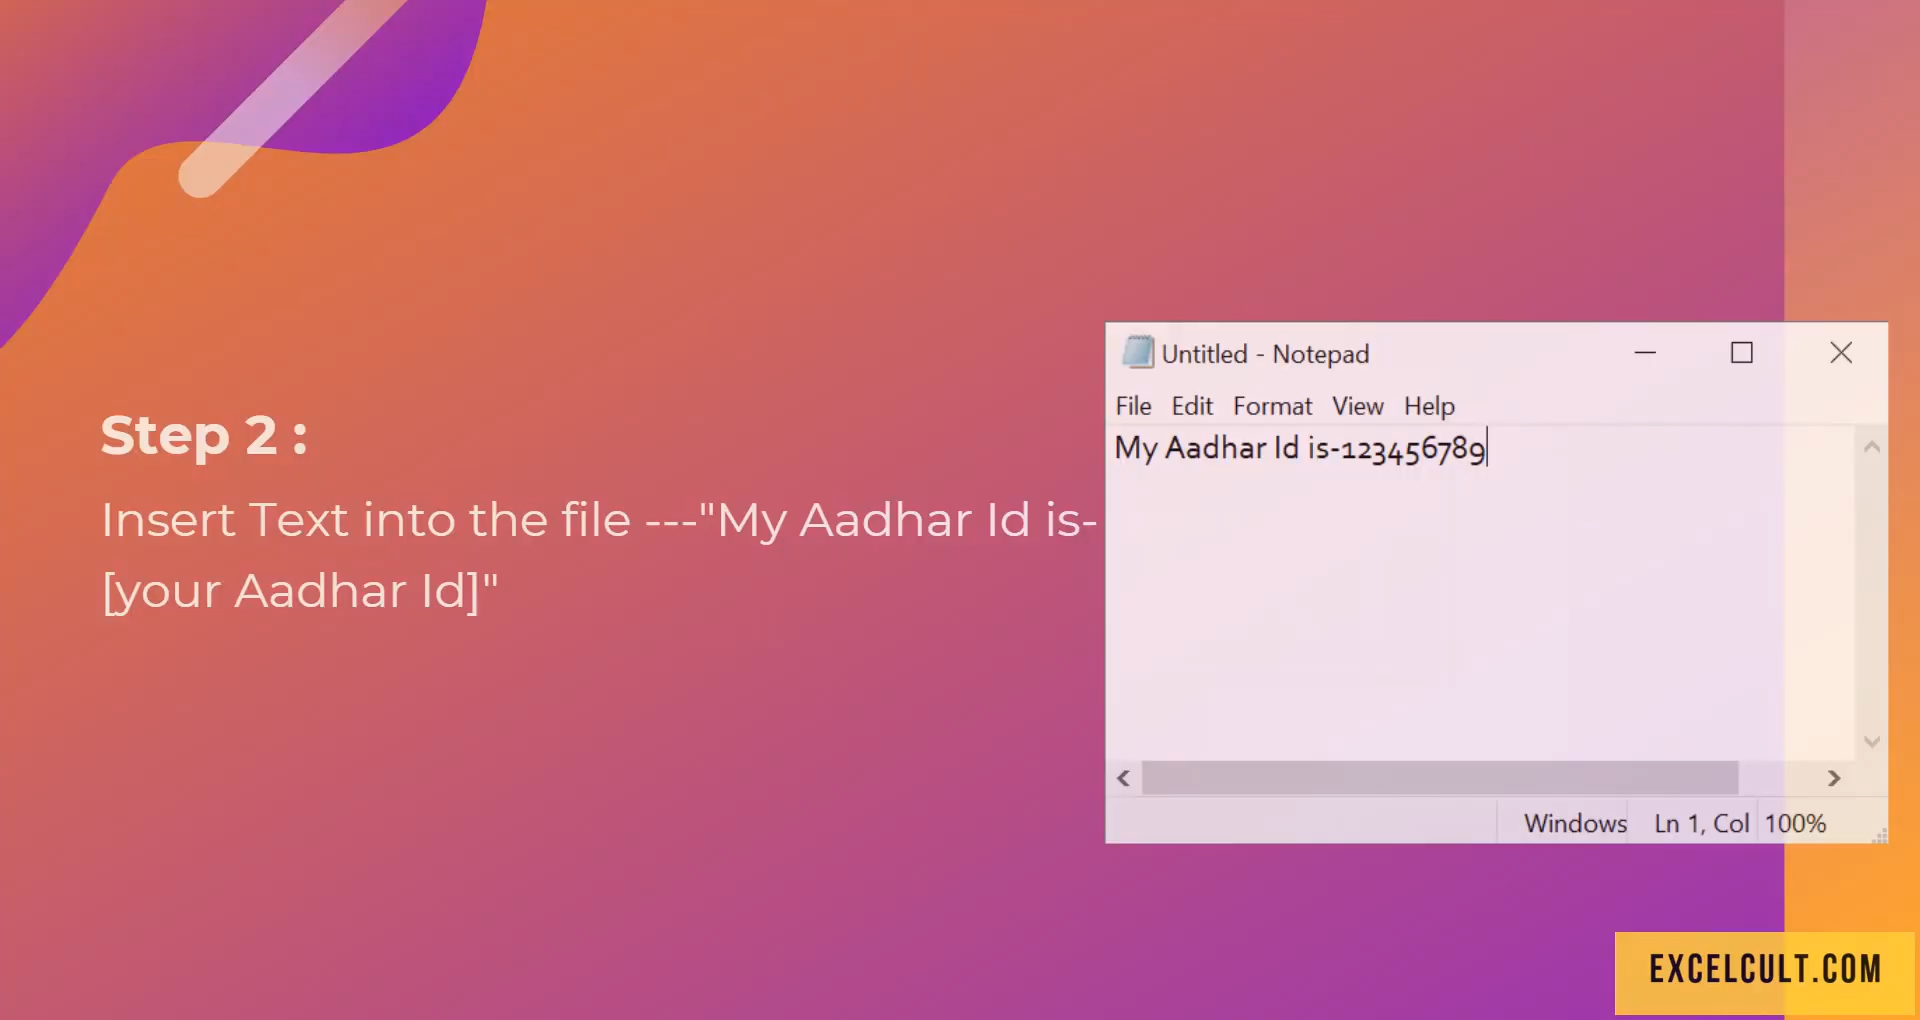 Step 2 :
Insert Text into the file ---"My Aadhar Id is-
[your Aadhar Id]"
Untitled - Notepad
File Edit Format View Help
My Aadhar Id is-123456789
Windows Ln 1, Col 100%
EXCELCULT.COM